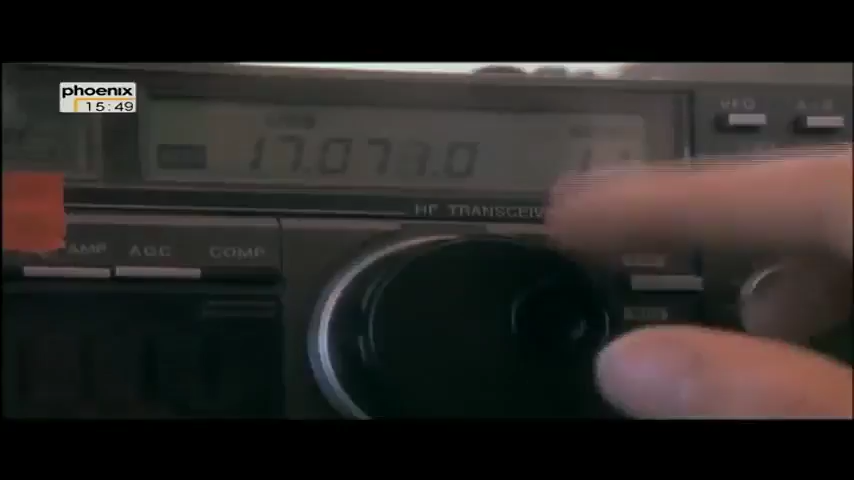 phoenix
15:49
17.073.0
HF TRANSCEIV
VFO
AMP
AGC
COMP